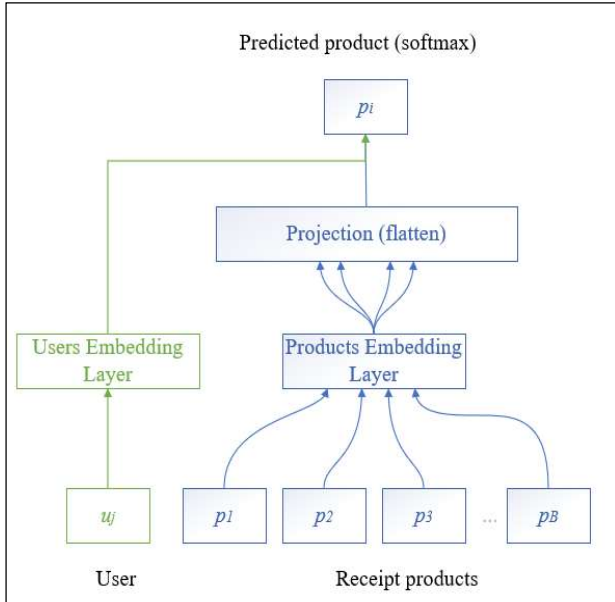 Predicted product (softmax)
pi
Projection (flatten)
Users Embedding
Layer
Products Embedding
Layer
uj
p1
p2
p3
...
pB
User
Receipt products